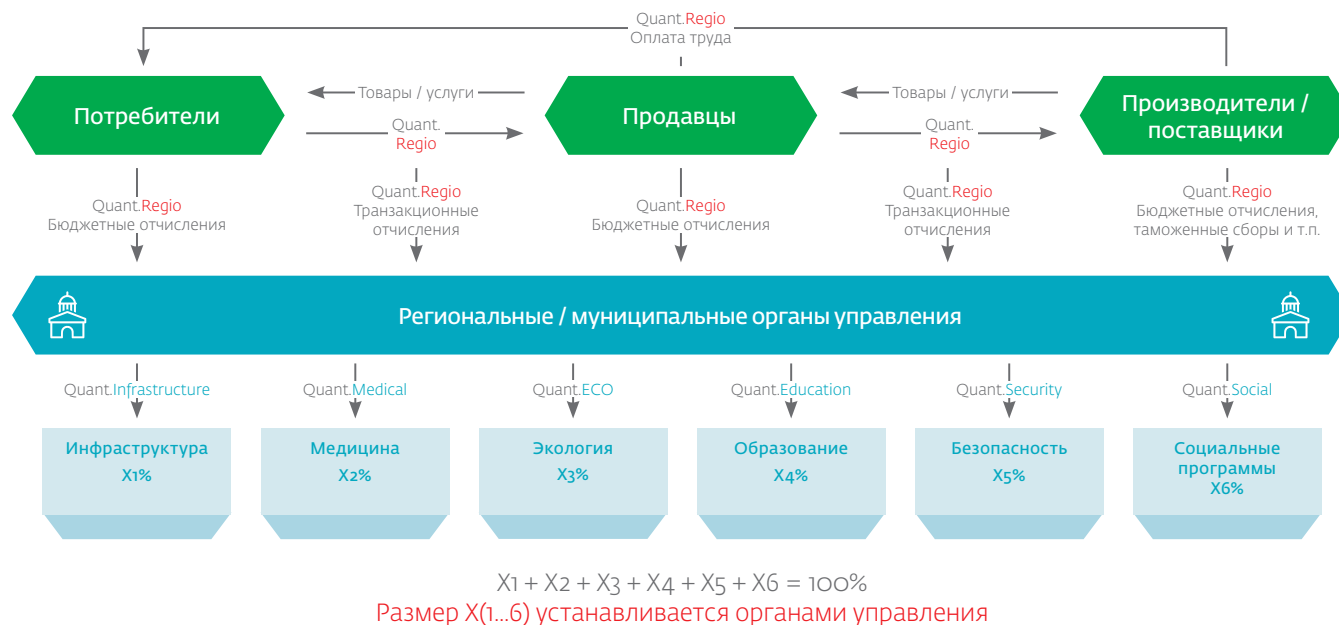 Quant.Regio
Оплата труда
Потребители
Товары / услуги
Quant.
Regio
Продавцы
Товары / услуги
Quant.
Regio
Производители /
поставщики
Quant.Regio
Бюджетные отчисления
Quant.Regio
Транзакционные
отчисления
Quant.Regio
Бюджетные отчисления
Quant.Regio
Транзакционные
отчисления
Quant.Regio
Бюджетные отчисления,
таможенные сборы и т.п.
Региональные / муниципальные органы управления
Quant.Infrastructure
Quant.Medical
Quant.ECO
Quant.Education
Quant.Security
Quant.Social
Инфраструктура
X1%
Медицина
X2%
Экология
X3%
Образование
X4%
Безопасность
X5%
Социальные
программы
X6%
X1 + X2 + X3 + X4 + X5 + X6 = 100%
Размер X(1...6) устанавливается органами управления